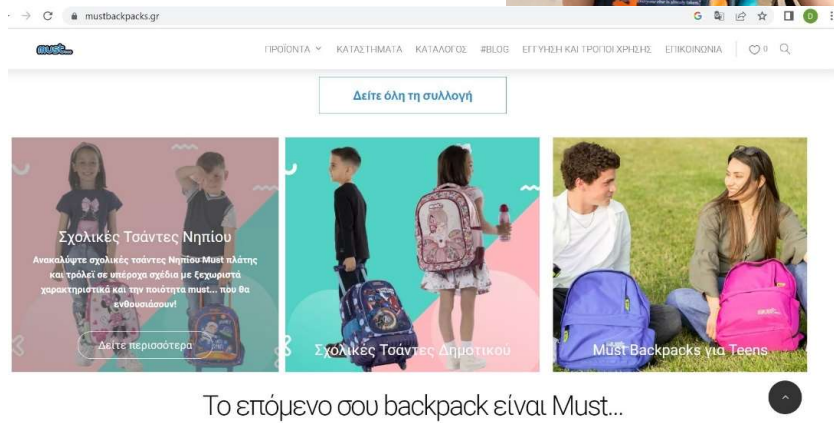 mustbackpacks.gr
must...
ΠΡΟΪΟΝΤΑ ΚΑΤΑΣΤΗΜΑΤΑ ΚΑΤΑΛΟΓΟΣ #BLOG ΕΓΓΥΗΣΗ ΚΑΙ ΤΡΟΠΟΙ ΧΡΗΣΗΣ ΕΠΙΚΟΙΝΩΝΙΑ 0
Δείτε όλη τη συλλογή
Σχολικές Τσάντες Νηπίου
Ανακαλύψτε σχολικές τσάντες Νηπίου Must πλάτης
και τρόλεϊ σε υπέροχα σχέδια με ξεχωριστά
χαρακτηριστικά και την ποιότητα must... που θα
ενθουσιάσουν!
Δείτε περισσότερα
Σχολικές Τσάντες Δημοτικού
Must Backpacks για Teens
Το επόμενο σου backpack είναι Must...